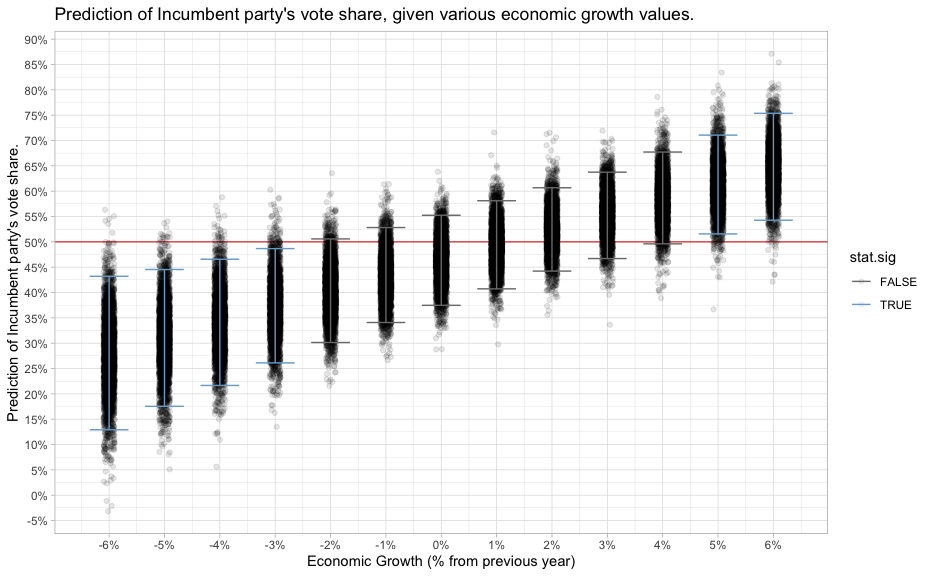 Prediction of Incumbent party's vote share, given various economic growth values.
90%
85%
80%
75%
70%
65%
60%
55%
50%
45%
40%
35%
30%
25%
20%
15%
10%
5%
0%
-5%
Prediction of Incumbent party's vote share.
-6% -5% -4% -3% -2% -1% 0% 1% 2% 3% 4% 5% 6%
Economic Growth (% from previous year)
stat.sig
FALSE
TRUE